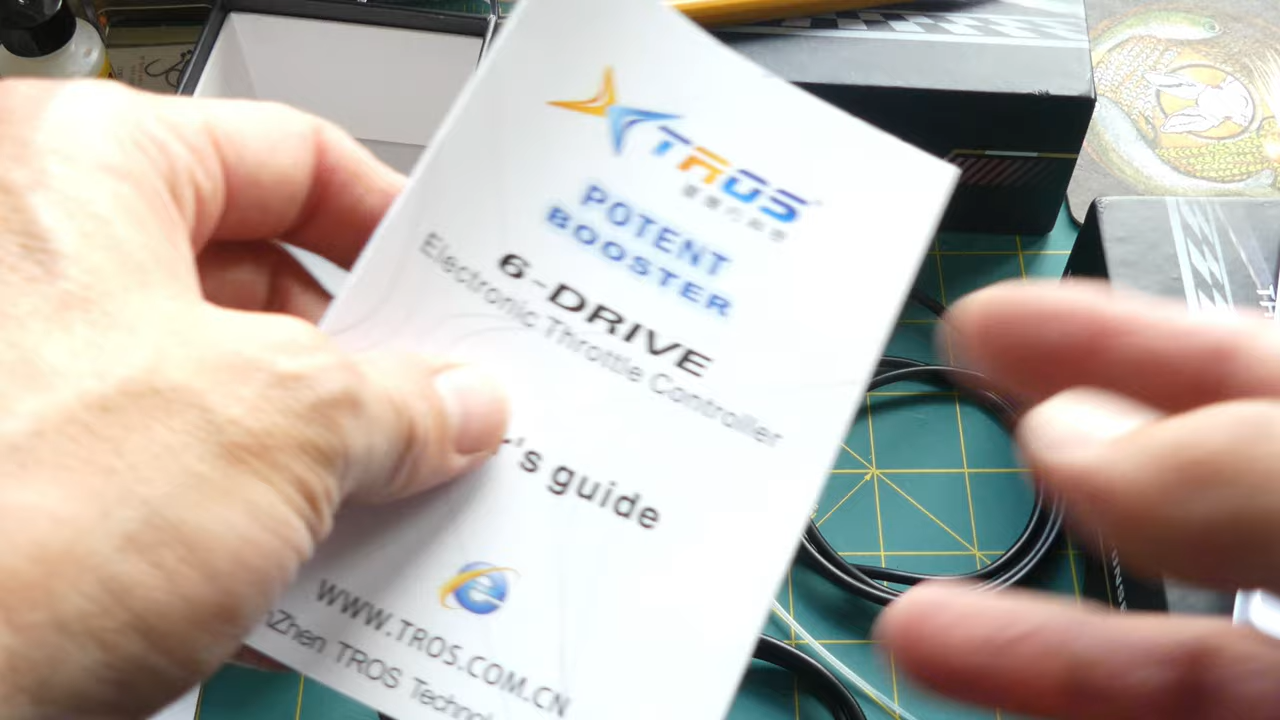 TROS
POTENT
BOOSTER
6-DRIVE
Electronic Throttle Controller
's guide
WWW.TROS.COM.CN
TROS